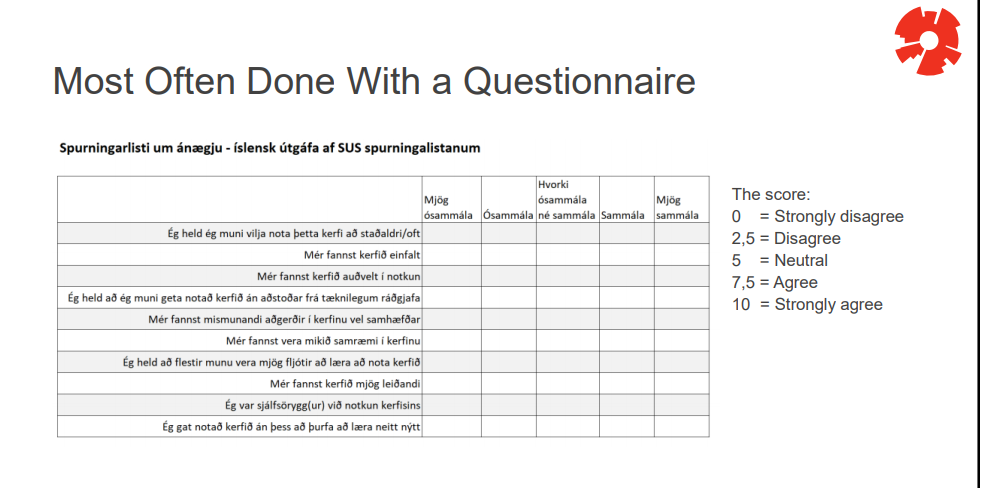 Most Often Done With a Questionnaire
Spurningarlisti um ánægju - íslensk útgáfa af SUS spurningalistanum
Mjög ósammála
Ósammála
Hvorki ósammála né sammála
Sammála
Mjög sammála
Ég held ég muni vilja nota þetta kerfi að staðaldri/oft
Mér fannst kerfið einfalt
Mér fannst kerfið auðvelt í notkun
Ég held að ég muni geta notað kerfið án aðstoðar frá tæknilegum ráðgjafa
Mér fannst mismunandi aðgerðir í kerfinu vel samhæfðar
Mér fannst vera mikið samræmi í kerfinu
Ég held að flestir munu vera mjög fljótir að læra að nota kerfið
Mér fannst kerfið mjög leiðandi
Ég var sjálfsörygg(ur) við notkun kerfisins
Ég gat notað kerfið án þess að þurfa að læra neitt nýtt
The score:
0 = Strongly disagree
2,5 = Disagree
5 = Neutral
7,5 = Agree
10 = Strongly agree